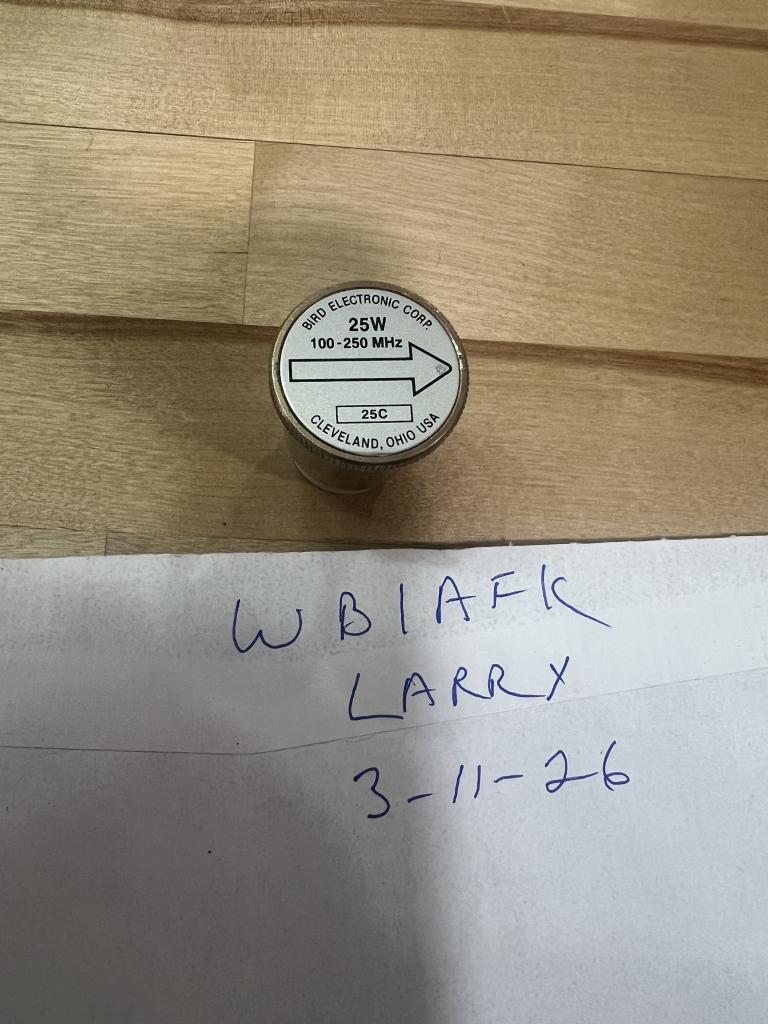 BIRD ELECTRONIC CORP.
25W
100-250 MHz
25C
CLEVELAND, OHIO USA
WB1AFK
LARRY
3-11-26